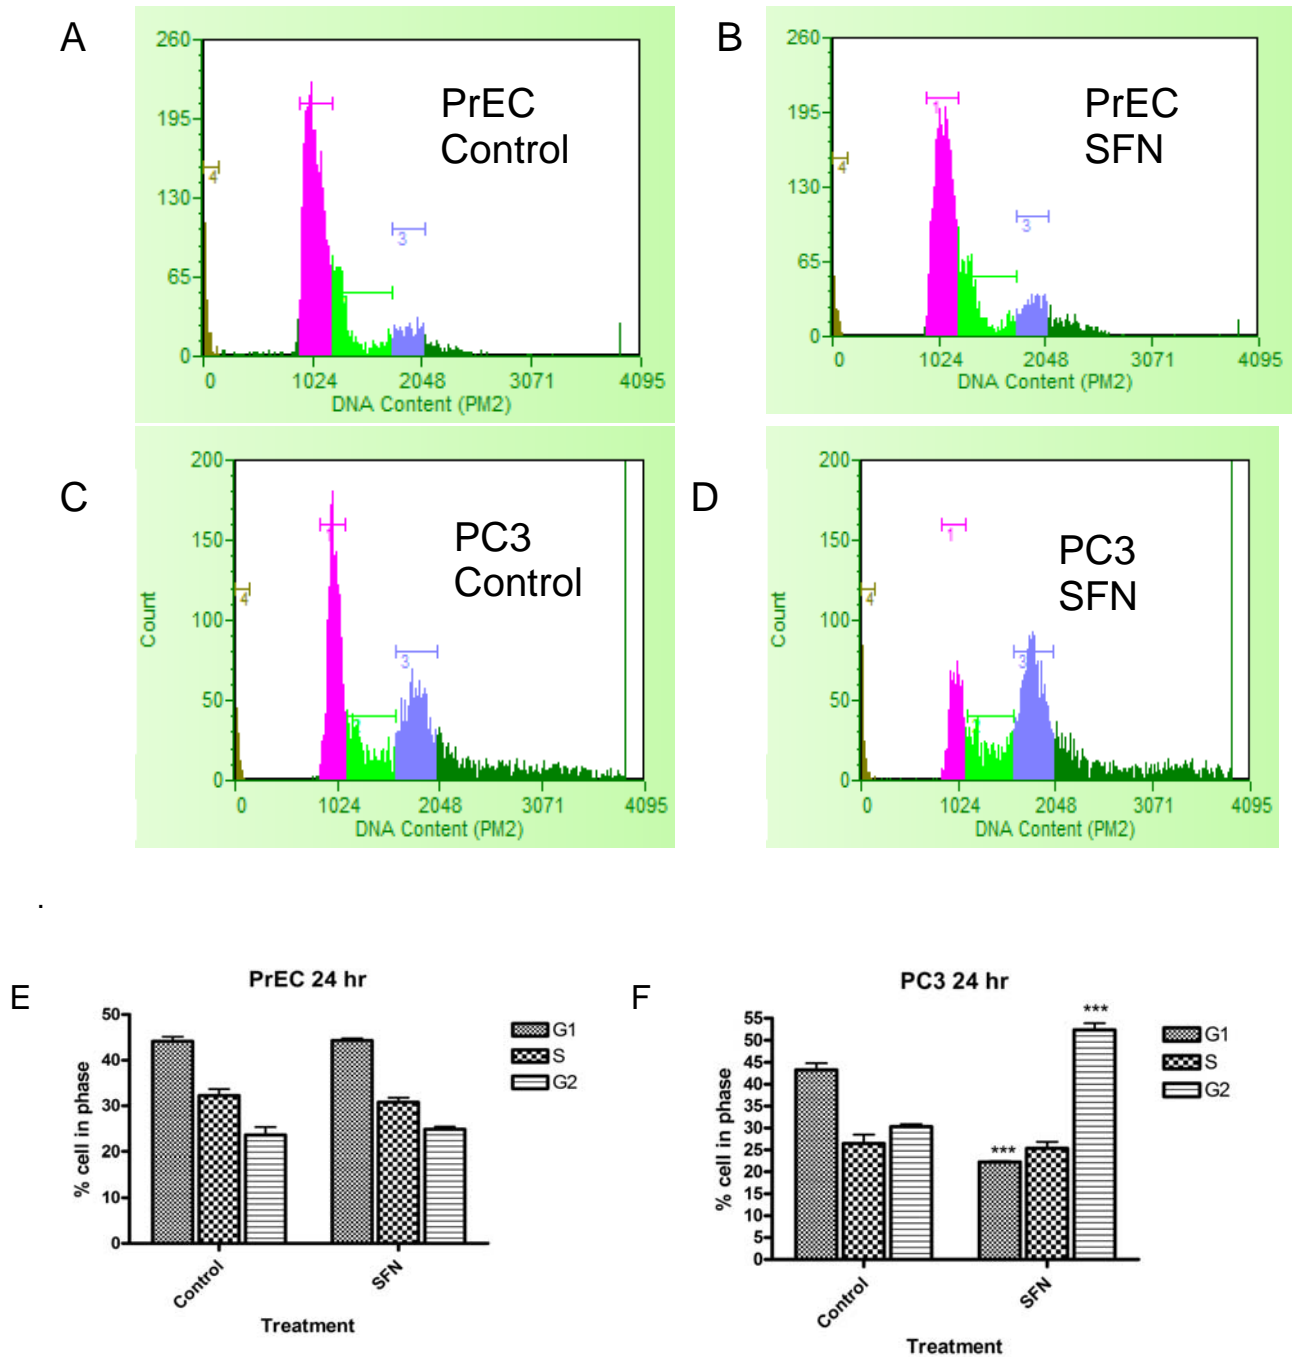 A
260
195
130
65
0
4
1
3
PrEC
Control
0
1024
2048
3071
4095
DNA Content (PM2)
B
260
195
130
65
0
4
1
3
PrEC
SFN
0
1024
2048
3071
4095
DNA Content (PM2)
C
Count
200
150
100
50
0
4
1
2
3
PC3
Control
0
1024
2048
3071
4095
DNA Content (PM2)
D
Count
200
150
100
50
0
4
1
3
PC3
SFN
0
1024
2048
3071
4095
DNA Content (PM2)
.
E
PrEC 24 hr
% cell in phase
50
40
30
20
10
0
G1
S
G2
Control
SFN
Treatment
F
PC3 24 hr
% cell in phase
55
50
45
40
35
30
25
20
15
10
5
0
***
***
G1
S
G2
Control
SFN
Treatment